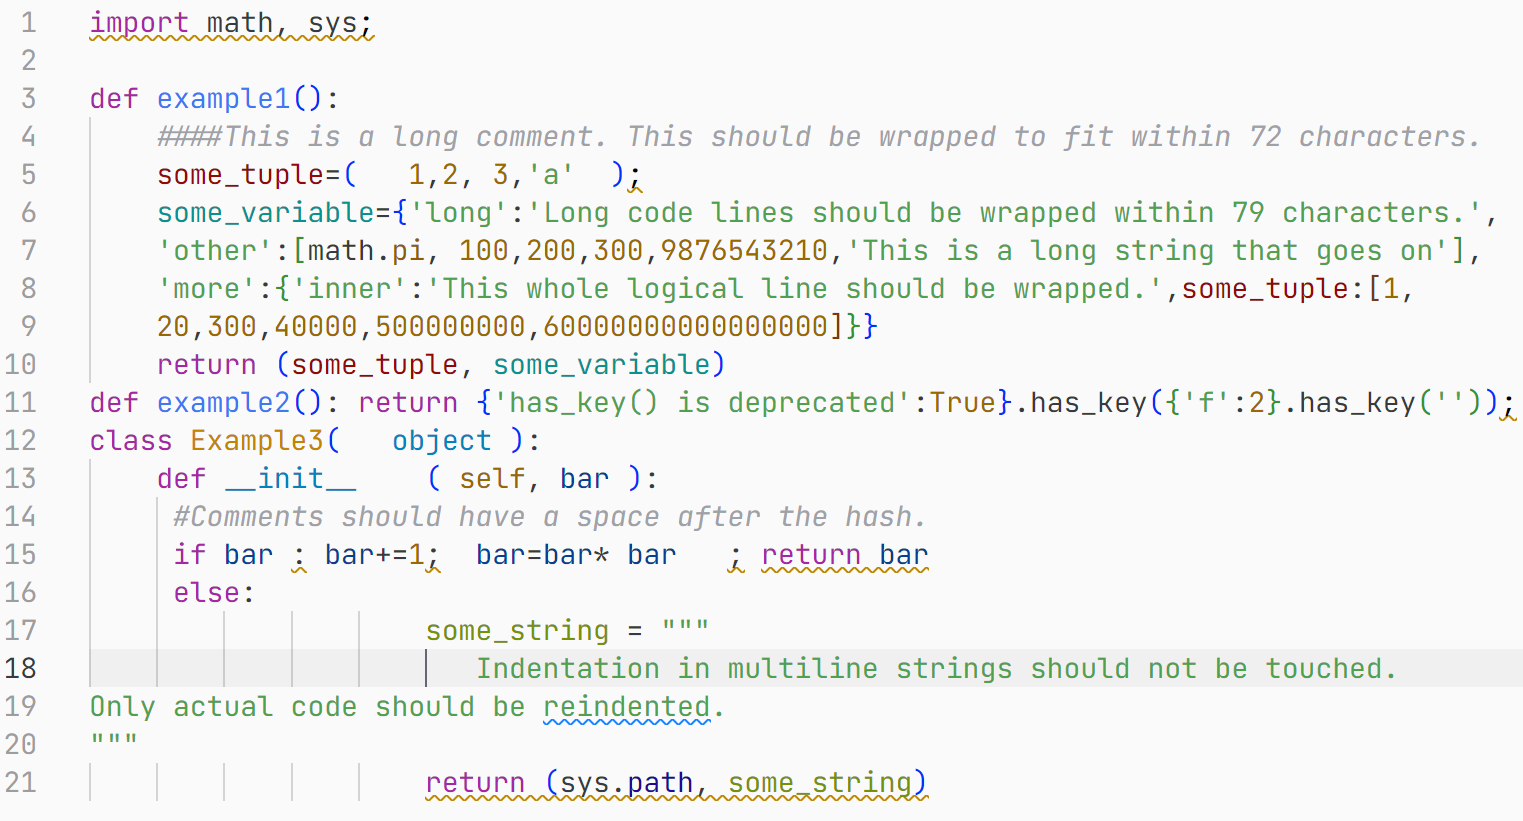 1 import math, sys;
2
3 def example1():
4     ####This is a long comment. This should be wrapped to fit within 72 characters.
5     some_tuple=(   1,2, 3,'a'  );
6     some_variable={'long':'Long code lines should be wrapped within 79 characters.',
7     'other':[math.pi, 100,200,300,9876543210,'This is a long string that goes on'],
8     'more':{'inner':'This whole logical line should be wrapped.',some_tuple:[1,
9     20,300,40000,500000000,60000000000000000]}}
10     return (some_tuple, some_variable)
11 def example2(): return {'has_key() is deprecated':True}.has_key({'f':2}.has_key(''));
12 class Example3(   object ):
13     def __init__    ( self, bar ):
14      #Comments should have a space after the hash.
15      if bar : bar+=1;  bar=bar* bar   ; return bar
16      else:
17                     some_string = """
18                        Indentation in multiline strings should not be touched.
19 Only actual code should be reindented.
20 """
21                     return (sys.path, some_string)